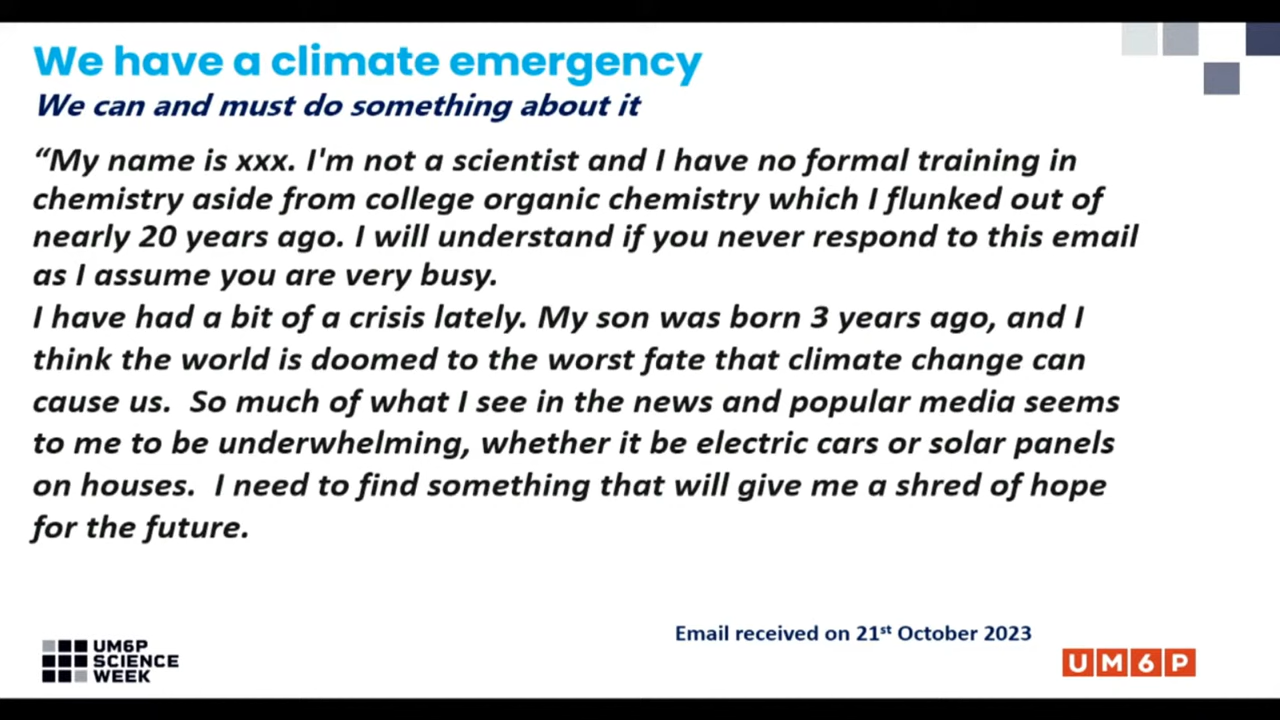 We have a climate emergency
We can and must do something about it
“My name is xxx. I'm not a scientist and I have no formal training in
chemistry aside from college organic chemistry which I flunked out of
nearly 20 years ago. I will understand if you never respond to this email
as I assume you are very busy.
I have had a bit of a crisis lately. My son was born 3 years ago, and I
think the world is doomed to the worst fate that climate change can
cause us.  So much of what I see in the news and popular media seems
to me to be underwhelming, whether it be electric cars or solar panels
on houses.  I need to find something that will give me a shred of hope
for the future.
Email received on 21st October 2023
UM6P
SCIENCE
WEEK
UM6P